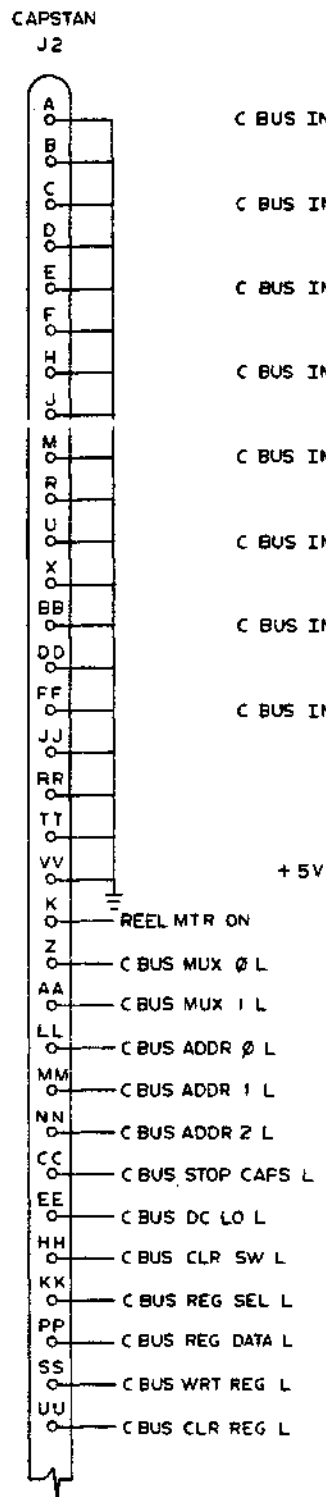 CAPSTAN
J2
A C BUS IN
B
C C BUS IN
D
E C BUS IN
F
H C BUS IN
J
M C BUS IN
R
U C BUS IN
X
BB C BUS IN
DD
FF C BUS IN
JJ
RR
TT
VV +5V
K REEL MTR ON
Z C BUS MUX Ø L
AA C BUS MUX 1 L
LL C BUS ADDR Ø L
MM C BUS ADDR 1 L
NN C BUS ADDR 2 L
CC C BUS STOP CAPS L
EE C BUS DC LO L
HH C BUS CLR SW L
KK C BUS REG SEL L
PP C BUS REG DATA L
SS C BUS WRT REG L
UU C BUS CLR REG L